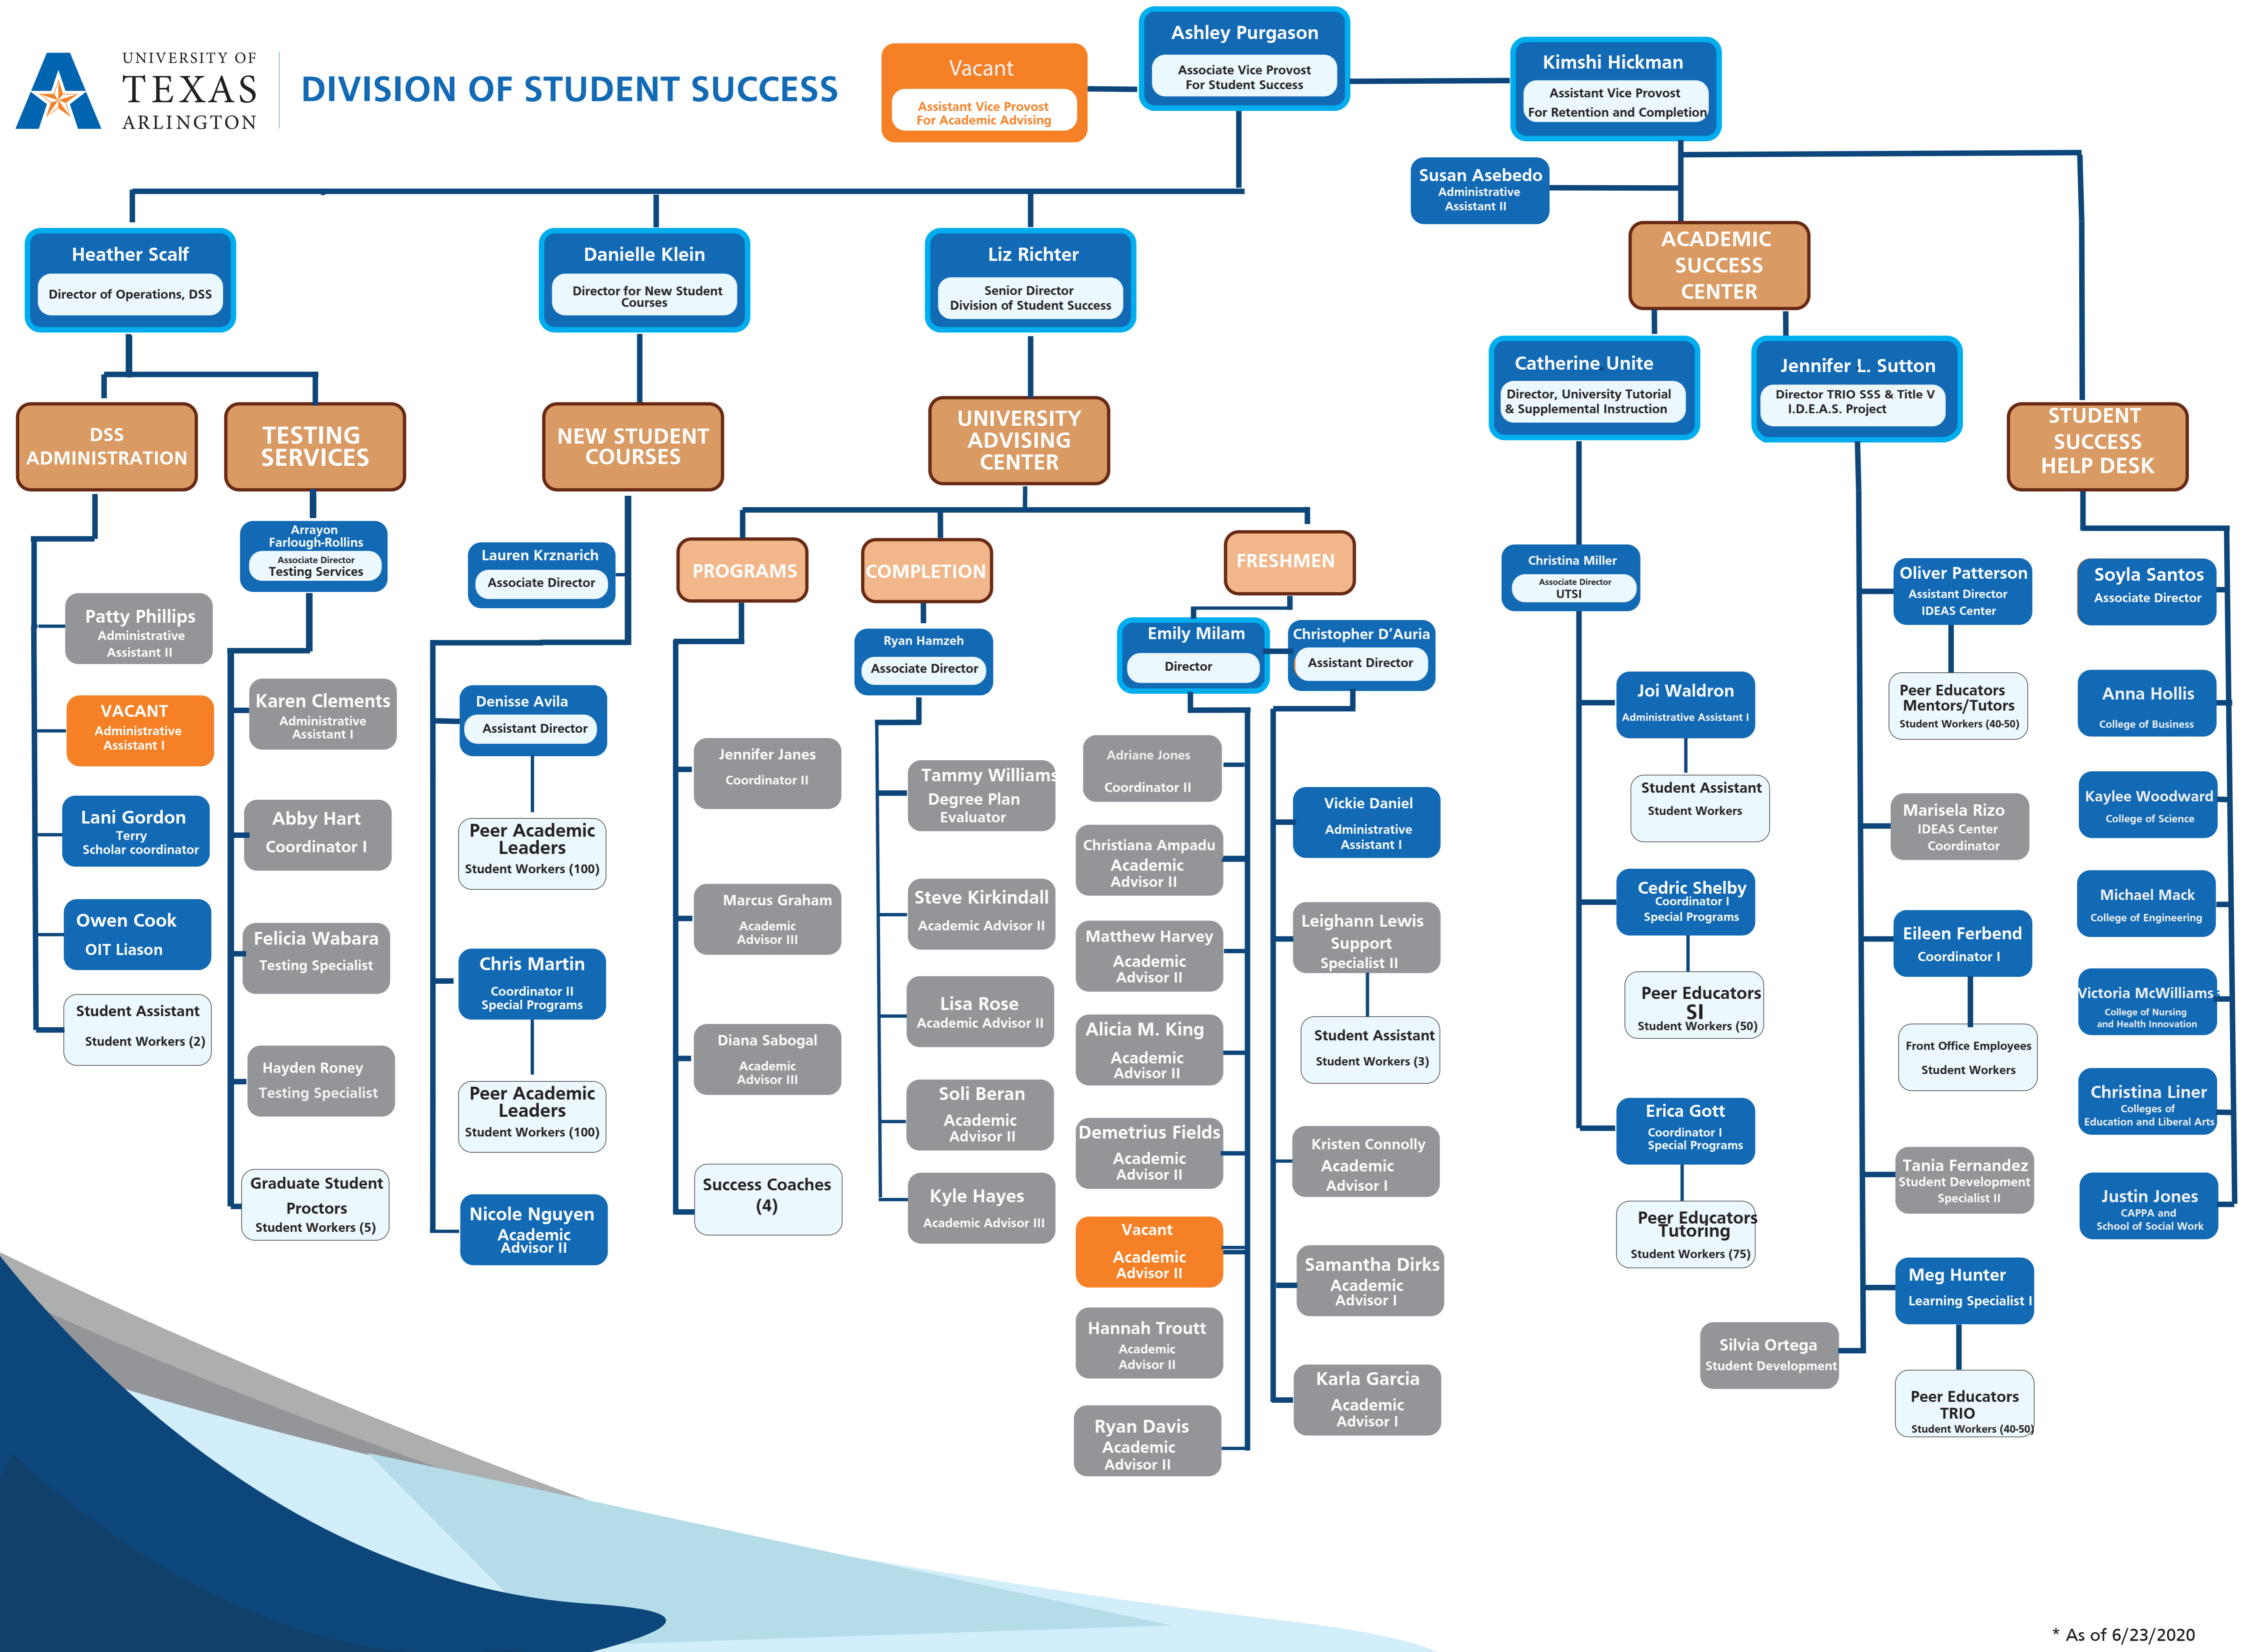 UNIVERSITY OF
TEXAS
ARLINGTON
DIVISION OF STUDENT SUCCESS
Vacant
Assistant Vice Provost
For Academic Advising
Ashley Purgason
Associate Vice Provost
For Student Success
Kimshi Hickman
Assistant Vice Provost
For Retention and Completion
Susan Asebedo
Administrative
Assistant II
Heather Scalf
Director of Operations, DSS
Danielle Klein
Director for New Student
Courses
Liz Richter
Senior Director
Division of Student Success
ACADEMIC
SUCCESS
CENTER
Catherine Unite
Director, University Tutorial
& Supplemental Instruction
Jennifer L. Sutton
Director TRIO SSS & Title V
I.D.E.A.S. Project
DSS
ADMINISTRATION
TESTING
SERVICES
NEW STUDENT
COURSES
UNIVERSITY
ADVISING
CENTER
STUDENT
SUCCESS
HELP DESK
Patty Phillips
Administrative
Assistant II
VACANT
Administrative
Assistant I
Lani Gordon
Terry
Scholar coordinator
Owen Cook
OIT Liason
Student Assistant
Student Workers (2)
Arrayon
Farlough-Rollins
Associate Director
Testing Services
Karen Clements
Administrative
Assistant I
Abby Hart
Coordinator I
Felicia Wabara
Testing Specialist
Hayden Roney
Testing Specialist
Graduate Student
Proctors
Student Workers (5)
Lauren Krznarich
Associate Director
Denisse Avila
Assistant Director
Peer Academic
Leaders
Student Workers (100)
Chris Martin
Coordinator II
Special Programs
Peer Academic
Leaders
Student Workers (100)
Nicole Nguyen
Academic
Advisor II
PROGRAMS
Jennifer Janes
Coordinator II
Marcus Graham
Academic
Advisor III
Diana Sabogal
Academic
Advisor III
Success Coaches
(4)
COMPLETION
Ryan Hamzeh
Associate Director
Tammy Williams
Degree Plan
Evaluator
Steve Kirkindall
Academic Advisor II
Lisa Rose
Academic Advisor II
Soli Beran
Academic
Advisor II
Kyle Hayes
Academic Advisor III
FRESHMEN
Emily Milam
Director
Christopher D’Auria
Assistant Director
Adriane Jones
Coordinator II
Christiana Ampadu
Academic
Advisor II
Matthew Harvey
Academic
Advisor II
Alicia M. King
Academic
Advisor II
Demetrius Fields
Academic
Advisor II
Vacant
Academic
Advisor II
Hannah Troutt
Academic
Advisor II
Ryan Davis
Academic
Advisor II
Vickie Daniel
Administrative
Assistant I
Leighann Lewis
Support
Specialist II
Student Assistant
Student Workers (3)
Kristen Connolly
Academic
Advisor I
Samantha Dirks
Academic
Advisor I
Karla Garcia
Academic
Advisor I
Christina Miller
Associate Director
UTSI
Joi Waldron
Administrative Assistant I
Student Assistant
Student Workers
Cedric Shelby
Coordinator I
Special Programs
Peer Educators
SI
Student Workers (50)
Erica Gott
Coordinator I
Special Programs
Peer Educators
Tutoring
Student Workers (75)
Oliver Patterson
Assistant Director
IDEAS Center
Peer Educators
Mentors/Tutors
Student Workers (40-50)
Marisela Rizo
IDEAS Center
Coordinator
Eileen Ferbend
Coordinator I
Front Office Employees
Student Workers
Tania Fernandez
Student Development
Specialist II
Meg Hunter
Learning Specialist I
Silvia Ortega
Student Development
Peer Educators
TRIO
Student Workers (40-50)
Soyla Santos
Associate Director
Anna Hollis
College of Business
Kaylee Woodward
College of Science
Michael Mack
College of Engineering
Victoria McWilliams
College of Nursing
and Health Innovation
Christina Liner
Colleges of
Education and Liberal Arts
Justin Jones
CAPPA and
School of Social Work
* As of 6/23/2020